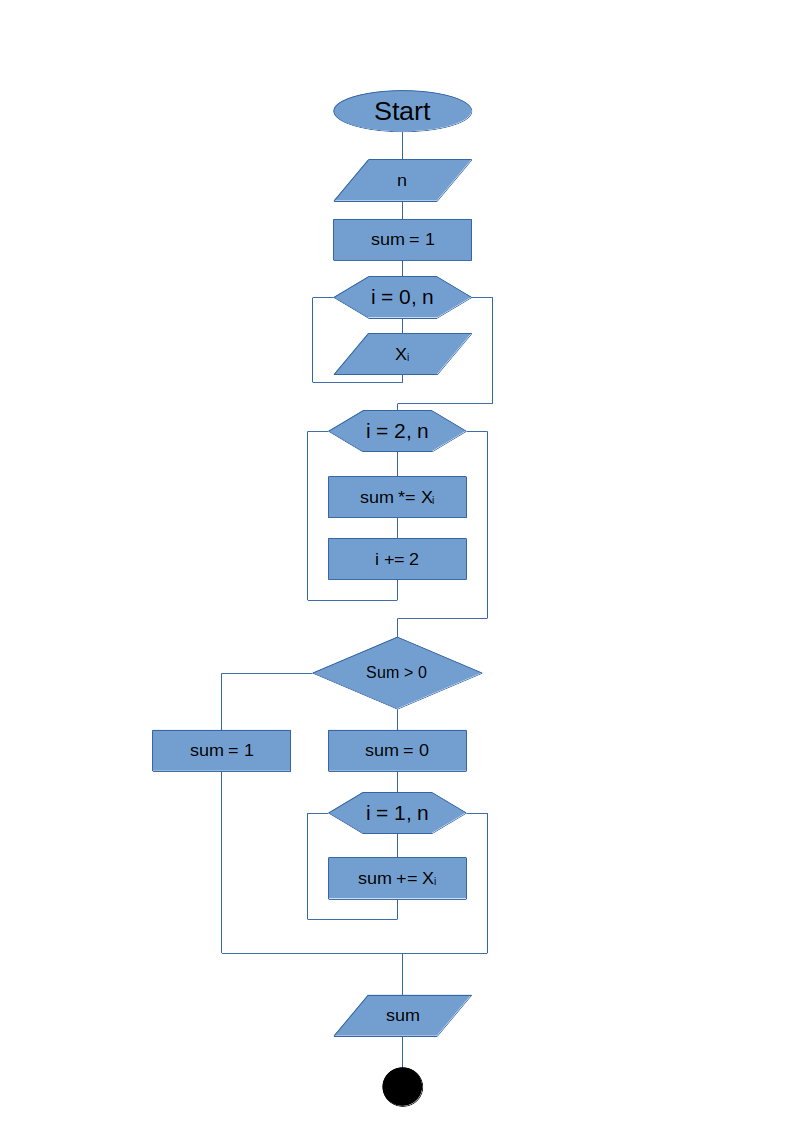 Start
n
sum = 1
i = 0, n
Xᵢ
i = 2, n
sum *= Xᵢ
i += 2
Sum > 0
sum = 1
sum = 0
i = 1, n
sum += Xᵢ
sum